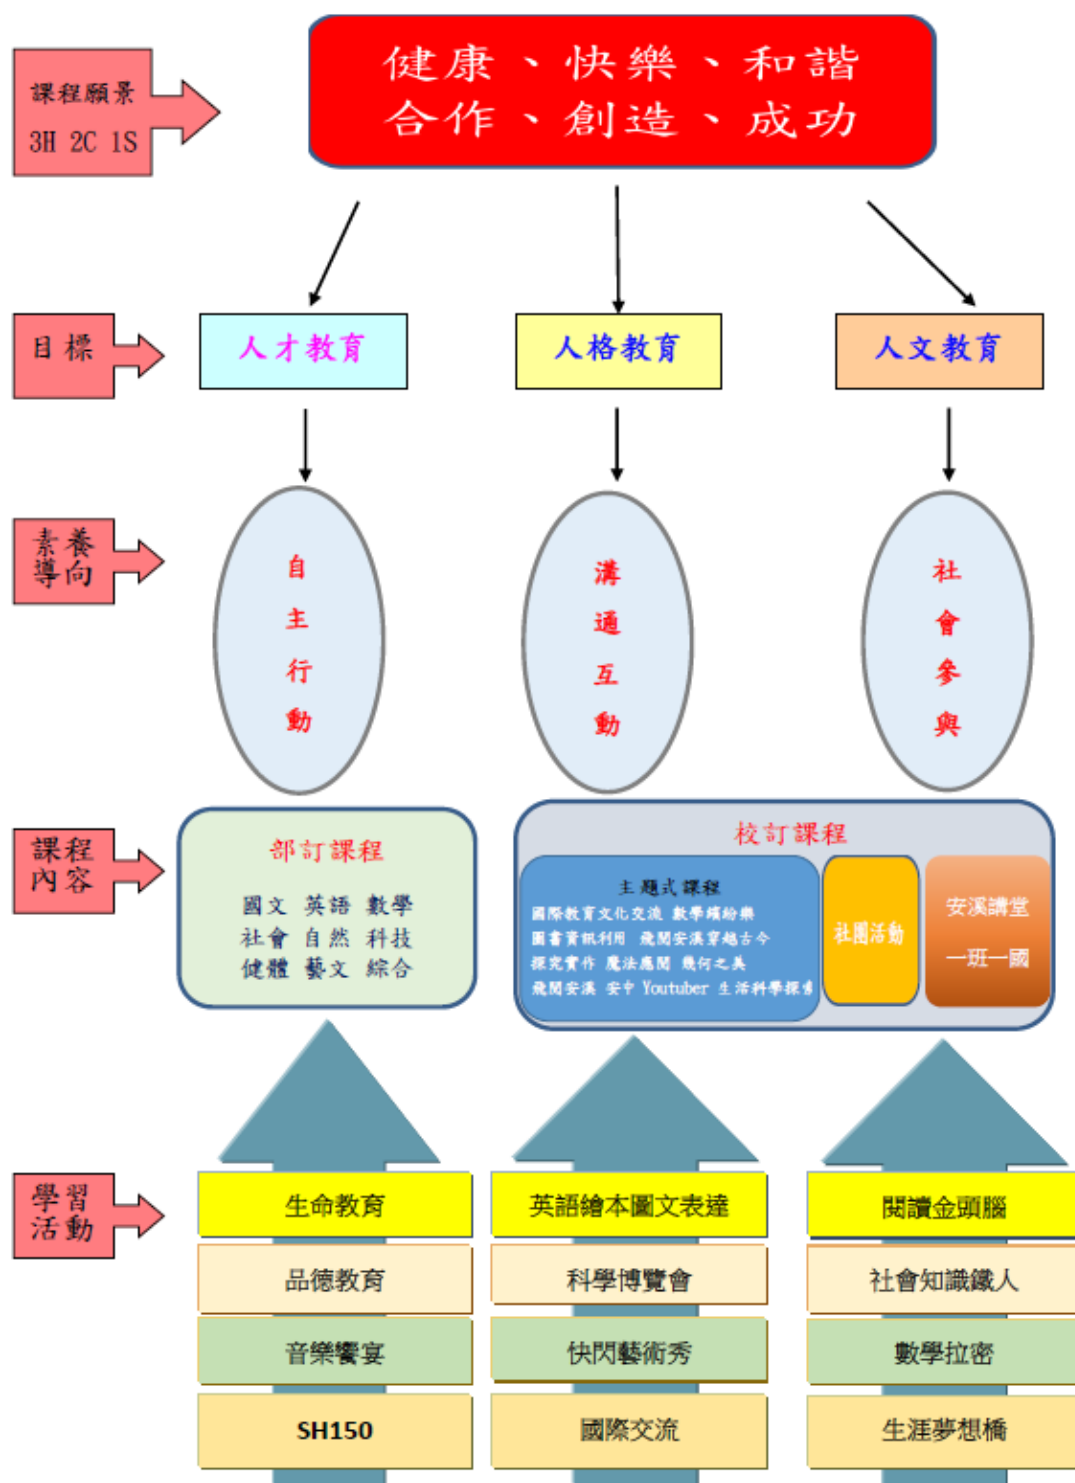 課程願景
3H 2C 1S
健康、快樂、和諧
合作、創造、成功
目標
人才教育
人格教育
人文教育
素養
導向
自主行動
溝通互動
社會參與
課程
內容
部訂課程
國文 英語 數學
社會 自然 科技
健體 藝文 綜合
校訂課程
主題式課程
國際教育文化交流 數學繽紛樂
圖書資訊利用 飛閱安溪穿越古今
探究實作 魔法應閱 幾何之美
飛閱安溪 安中 Youtuber 生活科學探索
社團活動
安溪講堂
一班一國
學習
活動
生命教育
英語繪本圖文表達
閱讀金頭腦
品德教育
科學博覽會
社會知識鐵人
音樂饗宴
快閃藝術秀
數學拉密
SH150
國際交流
生涯夢想橋